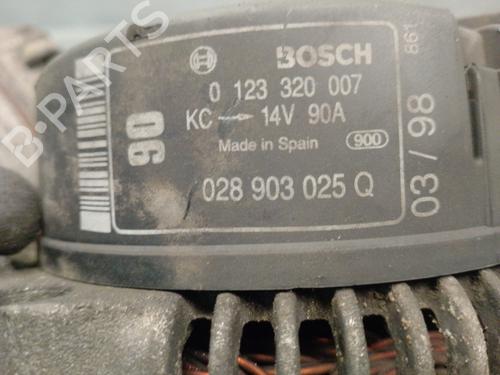 BOSCH
0 123 320 007
KC 14V 90A
Made in Spain 900
028 903 025 Q
90
03 / 98
861
B-PARTS